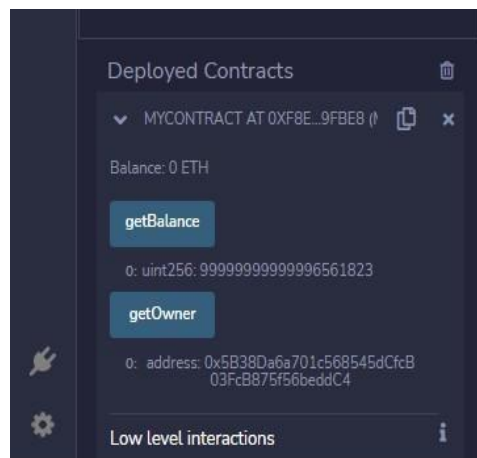 Deployed Contracts
MYCONTRACT AT 0XF8E...9FBE8 (
Balance: 0 ETH
getBalance
0: uint256: 99999999999996561823
getOwner
0: address: 0x5B38Da6a701c568545dCfcB
03FcB875f56beddC4
Low level interactions